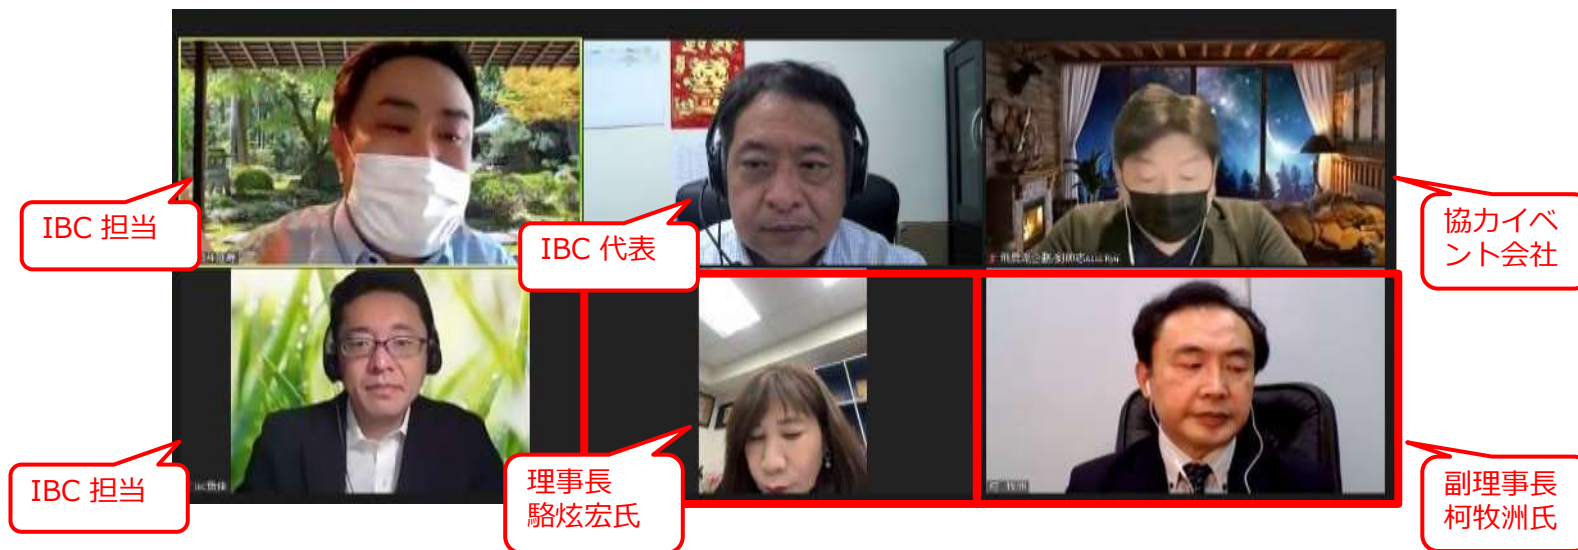 IBC 担当
IBC 代表
協力イベ
ント会社
IBC 担当
理事長
駱炫宏氏
副理事長
柯牧洲氏